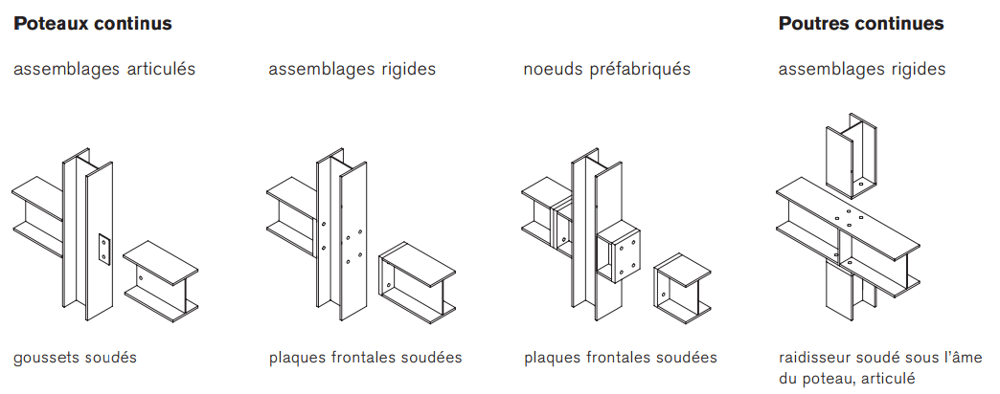 Poteaux continus
Poutres continues
assemblages articulés
assemblages rigides
noeuds préfabriqués
assemblages rigides
goussets soudés
plaques frontales soudées
plaques frontales soudées
raidisseur soudé sous l'âme
du poteau, articulé